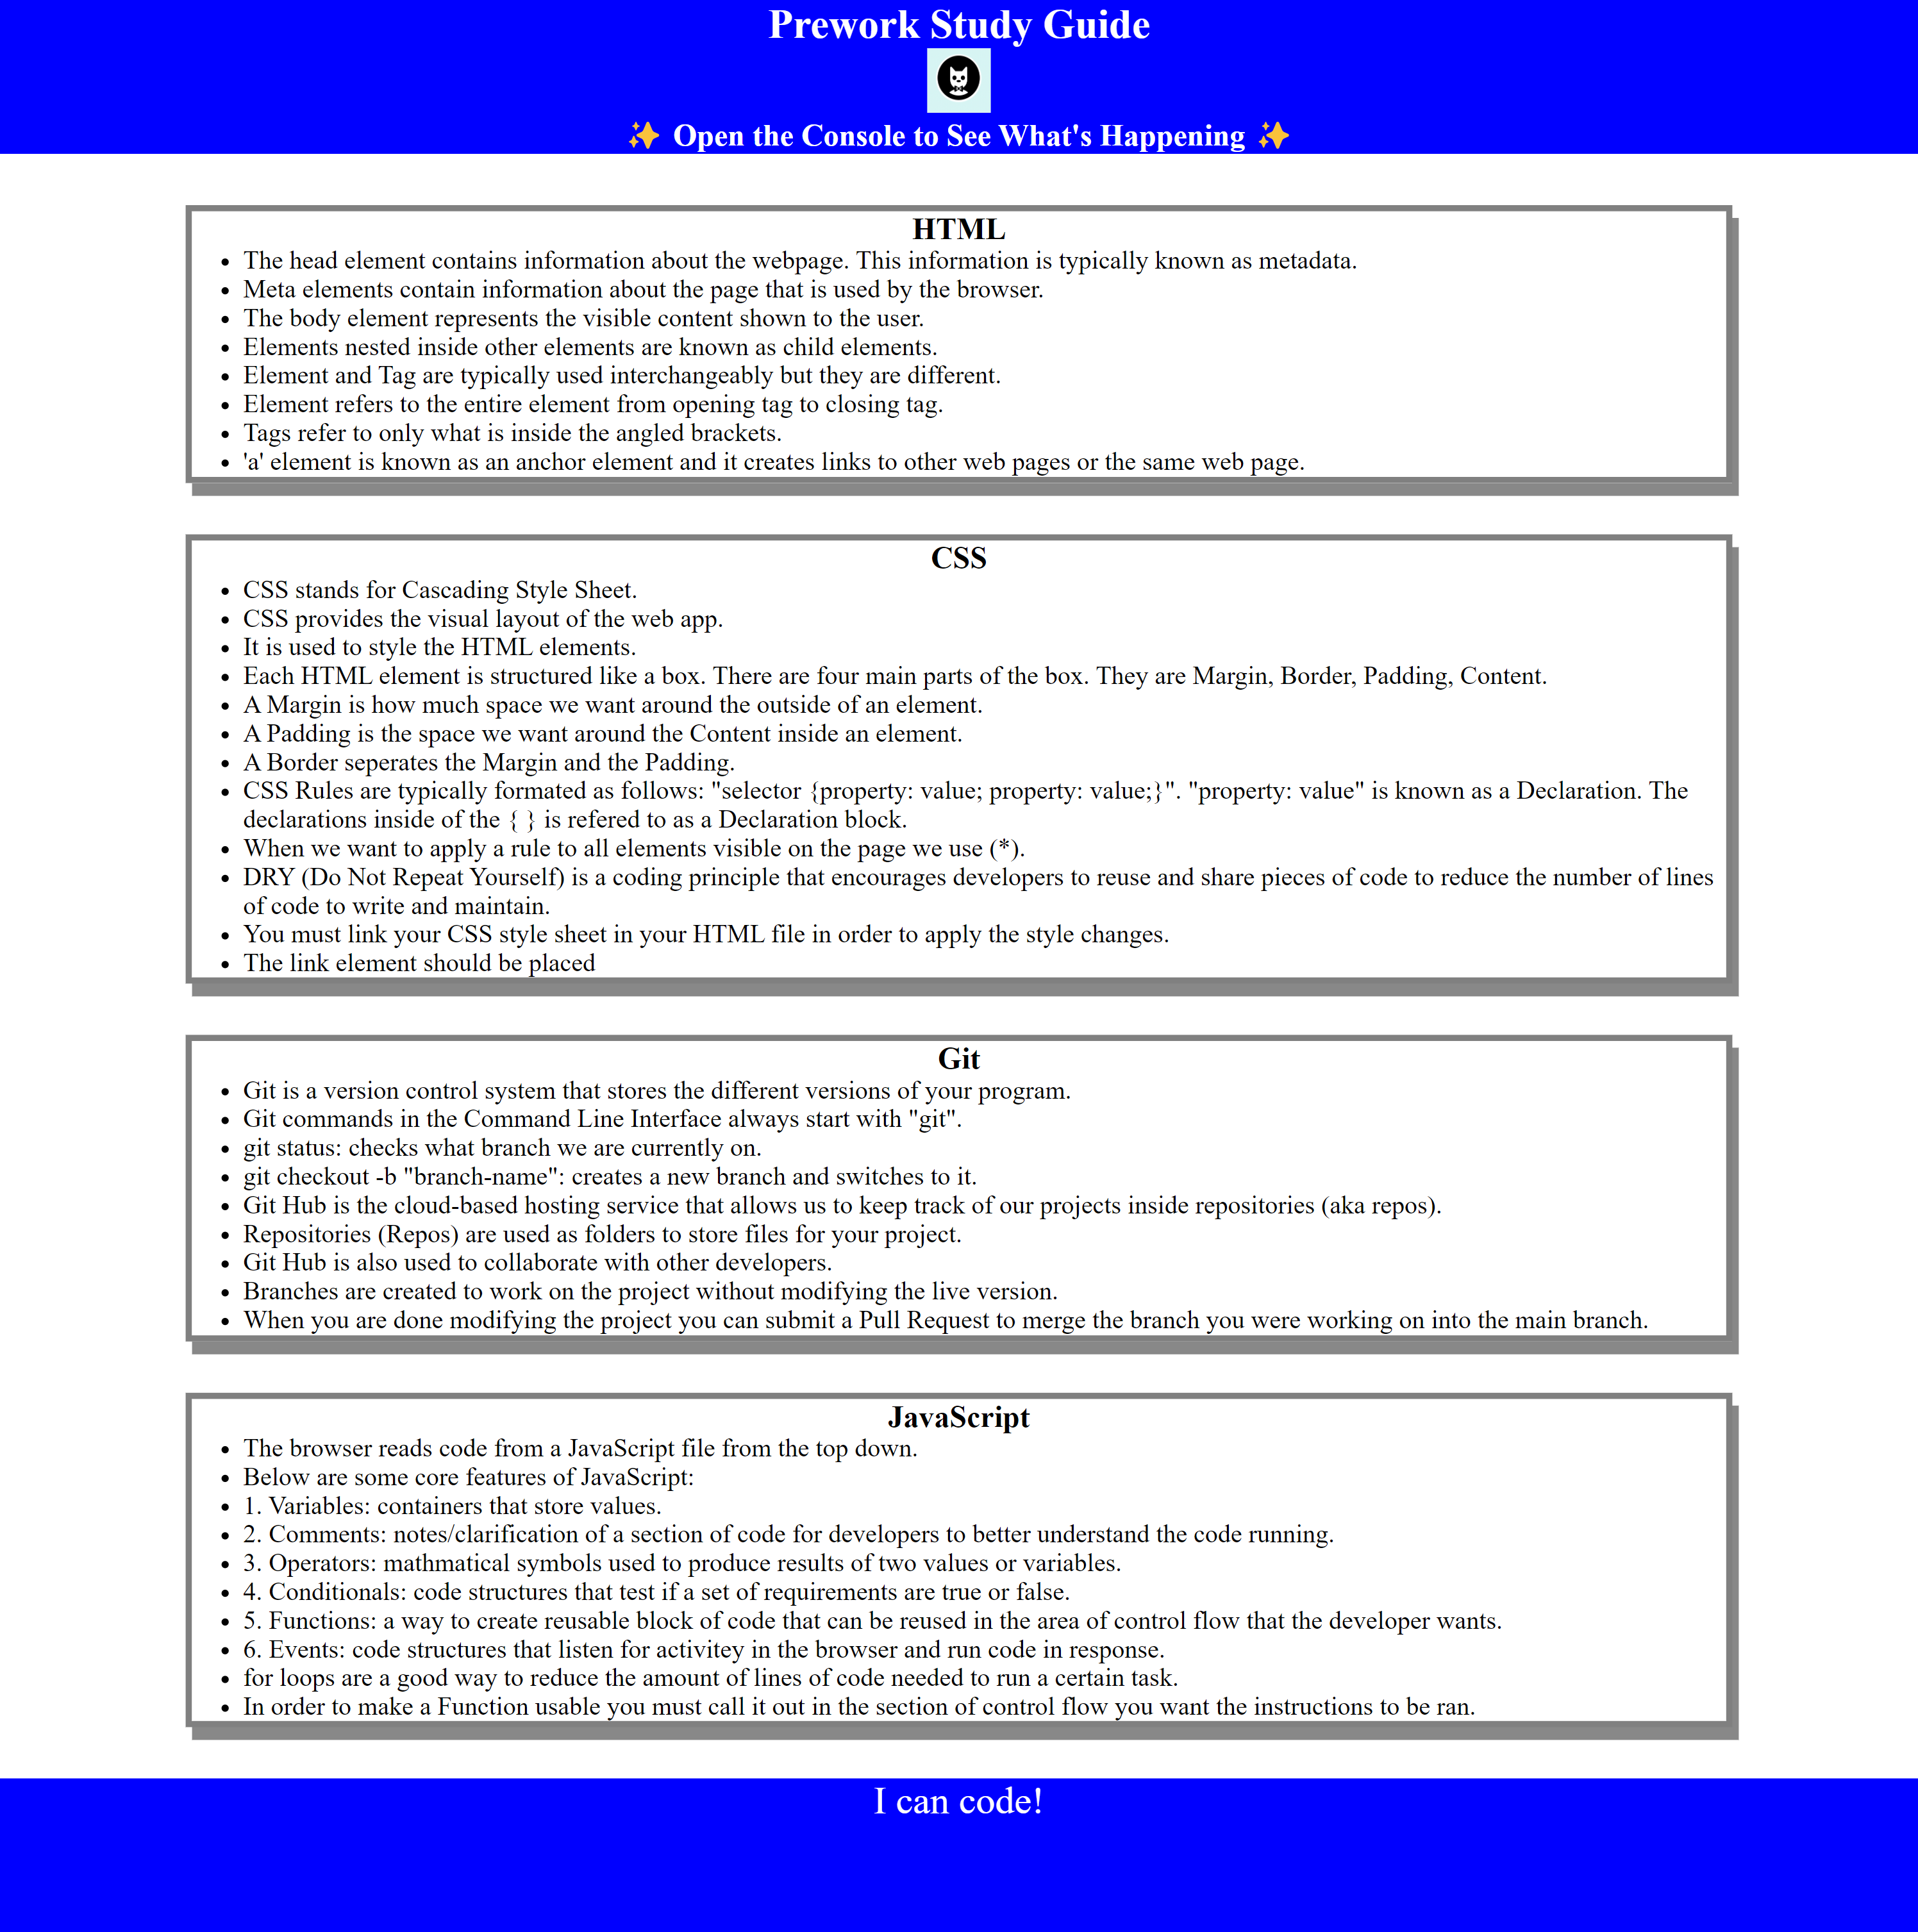 Prework Study Guide
✨ Open the Console to See What's Happening ✨
HTML
• The head element contains information about the webpage. This information is typically known as metadata.
• Meta elements contain information about the page that is used by the browser.
• The body element represents the visible content shown to the user.
• Elements nested inside other elements are known as child elements.
• Element and Tag are typically used interchangeably but they are different.
• Element refers to the entire element from opening tag to closing tag.
• Tags refer to only what is inside the angled brackets.
• 'a' element is known as an anchor element and it creates links to other web pages or the same web page.
CSS
• CSS stands for Cascading Style Sheet.
• CSS provides the visual layout of the web app.
• It is used to style the HTML elements.
• Each HTML element is structured like a box. There are four main parts of the box. They are Margin, Border, Padding, Content.
• A Margin is how much space we want around the outside of an element.
• A Padding is the space we want around the Content inside an element.
• A Border seperates the Margin and the Padding.
• CSS Rules are typically formated as follows: "selector {property: value; property: value;}". "property: value" is known as a Declaration. The
declarations inside of the { } is refered to as a Declaration block.
• When we want to apply a rule to all elements visible on the page we use (*).
• DRY (Do Not Repeat Yourself) is a coding principle that encourages developers to reuse and share pieces of code to reduce the number of lines
of code to write and maintain.
• You must link your CSS style sheet in your HTML file in order to apply the style changes.
• The link element should be placed
Git
• Git is a version control system that stores the different versions of your program.
• Git commands in the Command Line Interface always start with "git".
• git status: checks what branch we are currently on.
• git checkout -b "branch-name": creates a new branch and switches to it.
• Git Hub is the cloud-based hosting service that allows us to keep track of our projects inside repositories (aka repos).
• Repositories (Repos) are used as folders to store files for your project.
• Git Hub is also used to collaborate with other developers.
• Branches are created to work on the project without modifying the live version.
• When you are done modifying the project you can submit a Pull Request to merge the branch you were working on into the main branch.
JavaScript
• The browser reads code from a JavaScript file from the top down.
• Below are some core features of JavaScript:
• 1. Variables: containers that store values.
• 2. Comments: notes/clarification of a section of code for developers to better understand the code running.
• 3. Operators: mathmatical symbols used to produce results of two values or variables.
• 4. Conditionals: code structures that test if a set of requirements are true or false.
• 5. Functions: a way to create reusable block of code that can be reused in the area of control flow that the developer wants.
• 6. Events: code structures that listen for activitey in the browser and run code in response.
• for loops are a good way to reduce the amount of lines of code needed to run a certain task.
• In order to make a Function usable you must call it out in the section of control flow you want the instructions to be ran.
I can code!